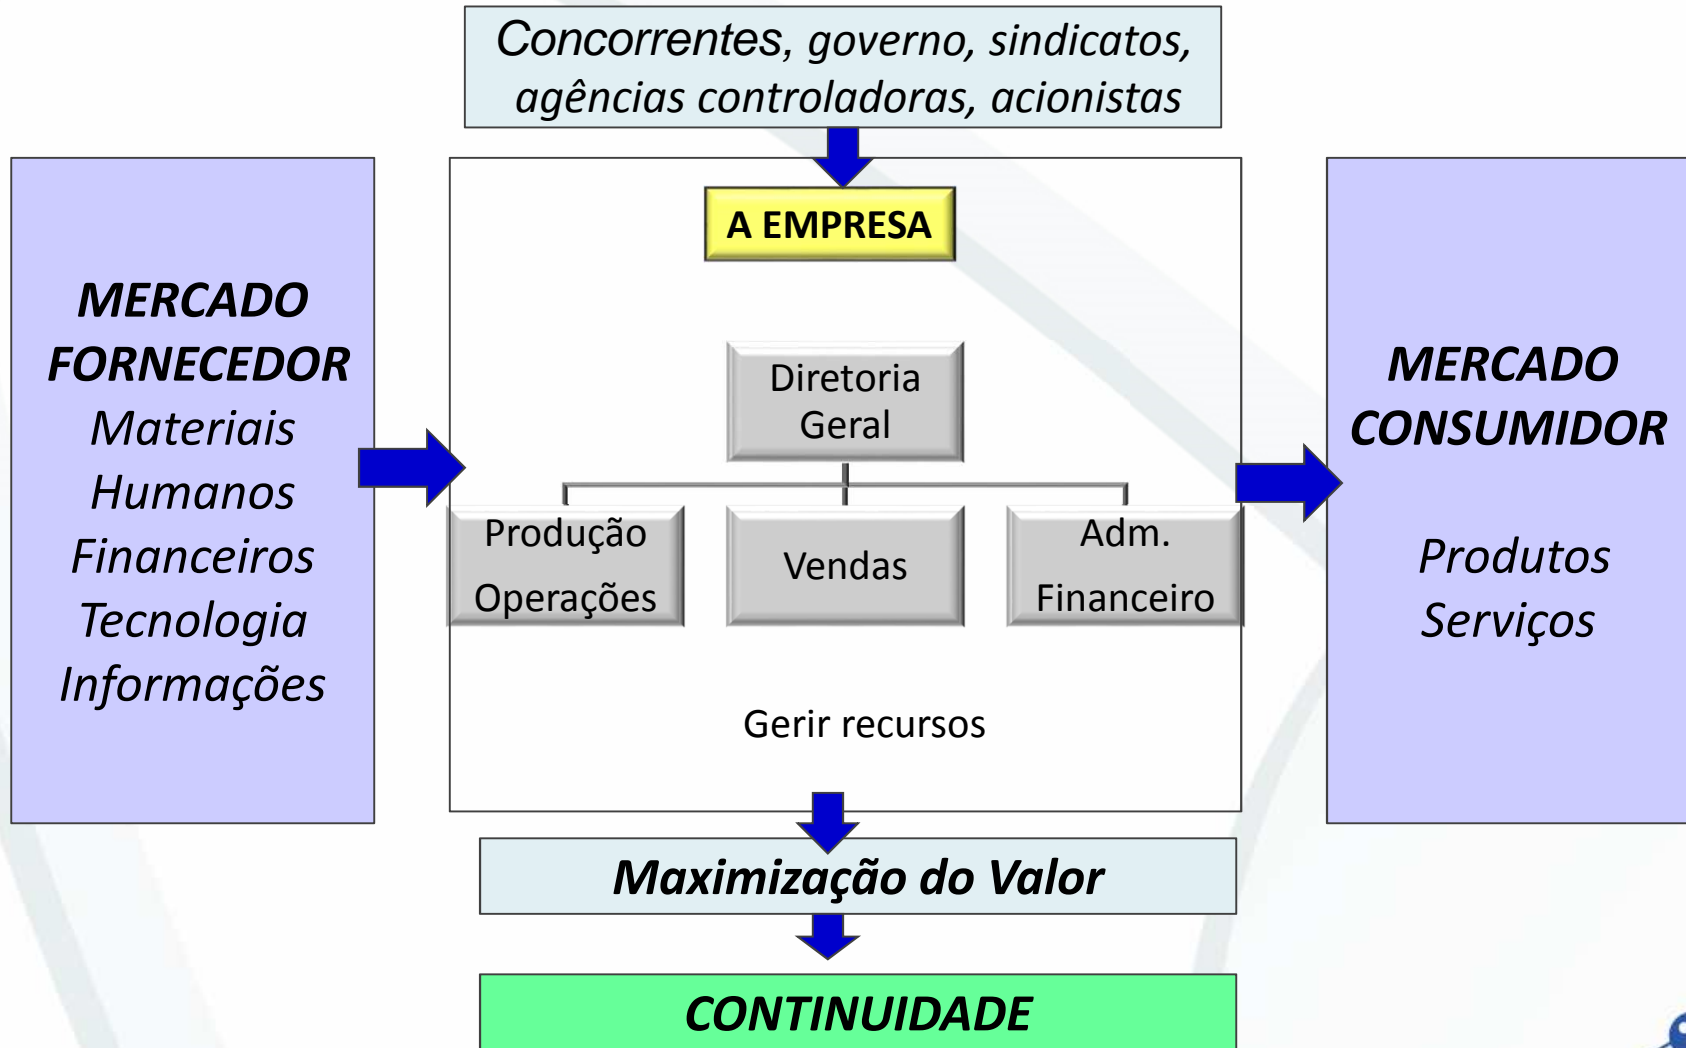 Concorrentes, governo, sindicatos,
agências controladoras, acionistas
MERCADO
FORNECEDOR
Materiais
Humanos
Financeiros
Tecnologia
Informações
A EMPRESA
Diretoria
Geral
Produção
Operações
Vendas
Adm.
Financeiro
Gerir recursos
MERCADO
CONSUMIDOR
Produtos
Serviços
Maximização do Valor
CONTINUIDADE